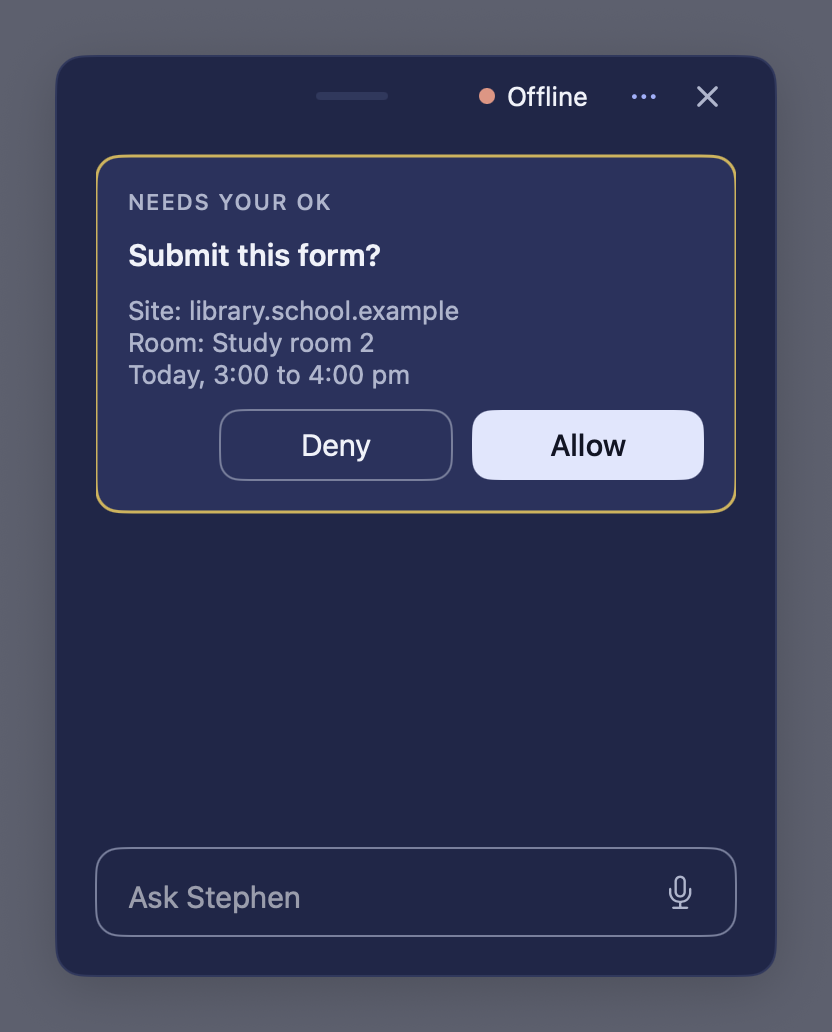 Offline
NEEDS YOUR OK
Submit this form?
Site: library.school.example
Room: Study room 2
Today, 3:00 to 4:00 pm
Deny Allow
Ask Stephen